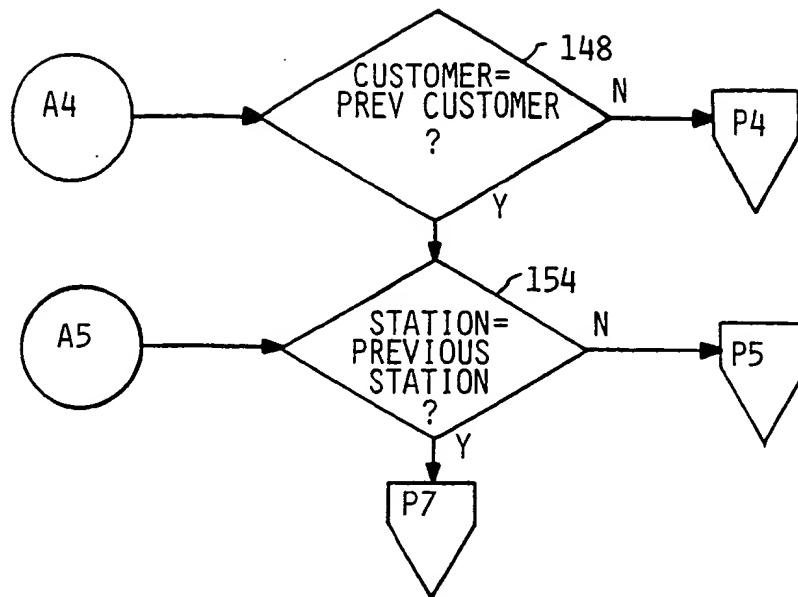 148
A4
CUSTOMER=
PREV CUSTOMER
?
N
P4
Y
154
A5
STATION=
PREVIOUS
STATION
?
N
P5
Y
P7